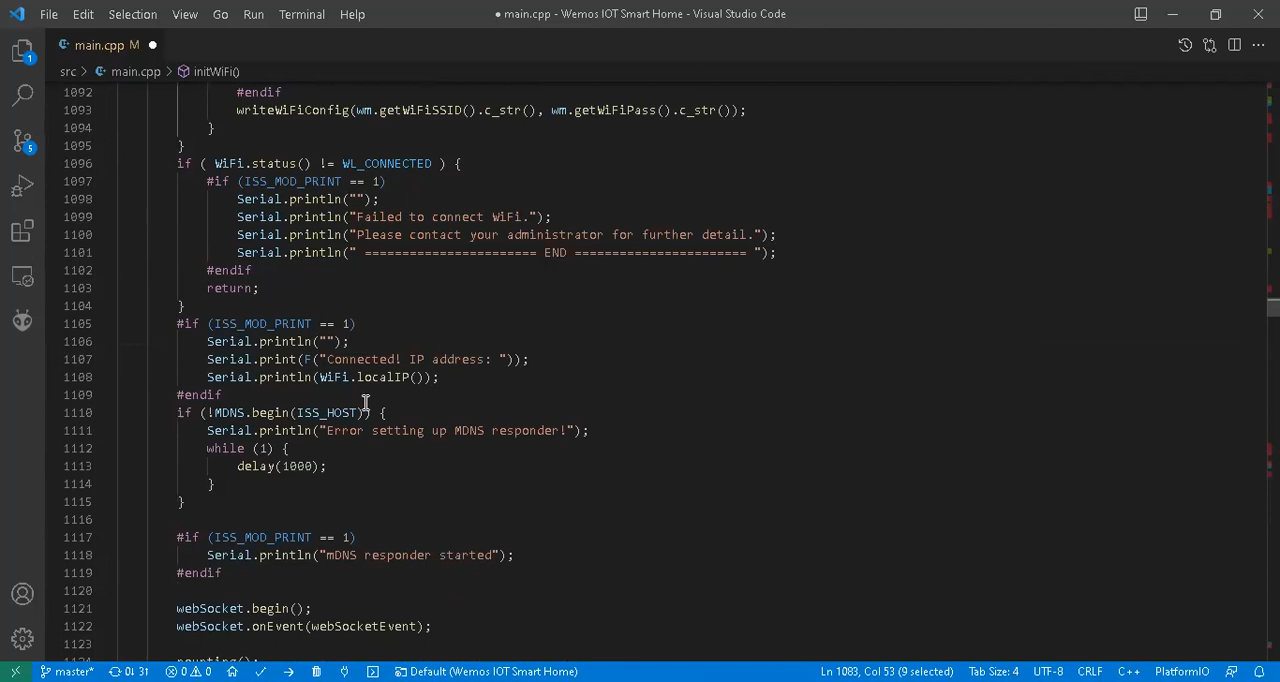 File Edit Selection View Go Run Terminal Help ● main.cpp - Wemos IOT Smart Home - Visual Studio Code
main.cpp M ●
src > main.cpp > initWiFi()
1092 #endif
1093 writeWiFiConfig(wm.getWiFiSSID().c_str(), wm.getWiFiPass().c_str());
1094 }
1095 }
1096 if ( WiFi.status() != WL_CONNECTED ) {
1097 #if (ISS_MOD_PRINT == 1)
1098 Serial.println("");
1099 Serial.println("Failed to connect WiFi.");
1100 Serial.println("Please contact your administrator for further detail.");
1101 Serial.println(" ======================= END ======================= ");
1102 #endif
1103 return;
1104 }
1105 #if (ISS_MOD_PRINT == 1)
1106 Serial.println("");
1107 Serial.print(F("Connected! IP address: "));
1108 Serial.println(WiFi.localIP());
1109 #endif
1110 if (!MDNS.begin(ISS_HOST)) {
1111 Serial.println("Error setting up MDNS responder!");
1112 while (1) {
1113 delay(1000);
1114 }
1115 }
1116
1117 #if (ISS_MOD_PRINT == 1)
1118 Serial.println("mDNS responder started");
1119 #endif
1120
1121 webSocket.begin();
1122 webSocket.onEvent(webSocketEvent);
1123
1
5
master* 0↓ 3↑ 0 0 Default (Wemos IOT Smart Home) Ln 1083, Col 53 (9 selected) Tab Size: 4 UTF-8 CRLF C++ PlatformIO